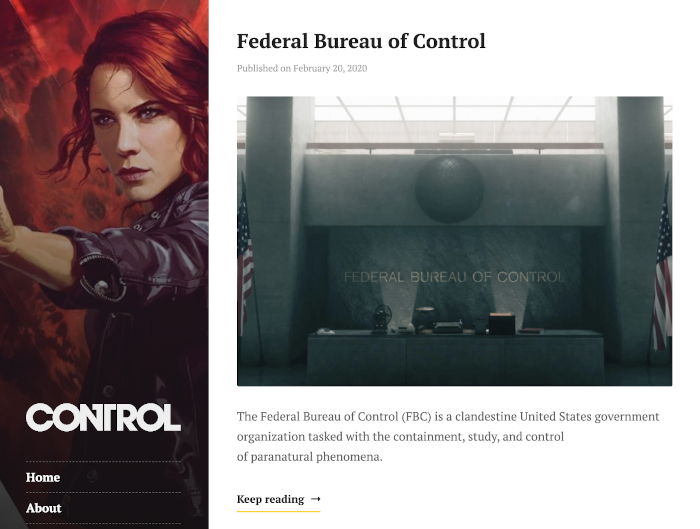 Federal Bureau of Control
Published on February 20, 2020
FEDERAL BUREAU OF CONTROL
The Federal Bureau of Control (FBC) is a clandestine United States government
organization tasked with the containment, study, and control
of paranatural phenomena.
Keep reading →
CONTROL
Home
About